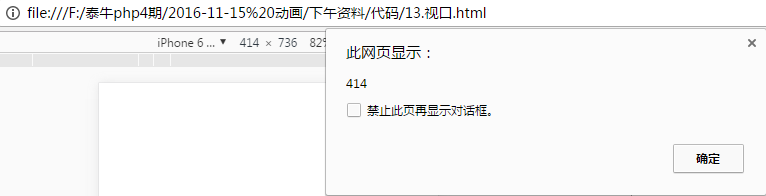 file:///F:/泰牛php4期/2016-11-15%20动画/下午资料/代码/13.视口.html
iPhone 6 ... ▼ 414 × 736 82%
此网页显示：
414
禁止此页再显示对话框。
确定